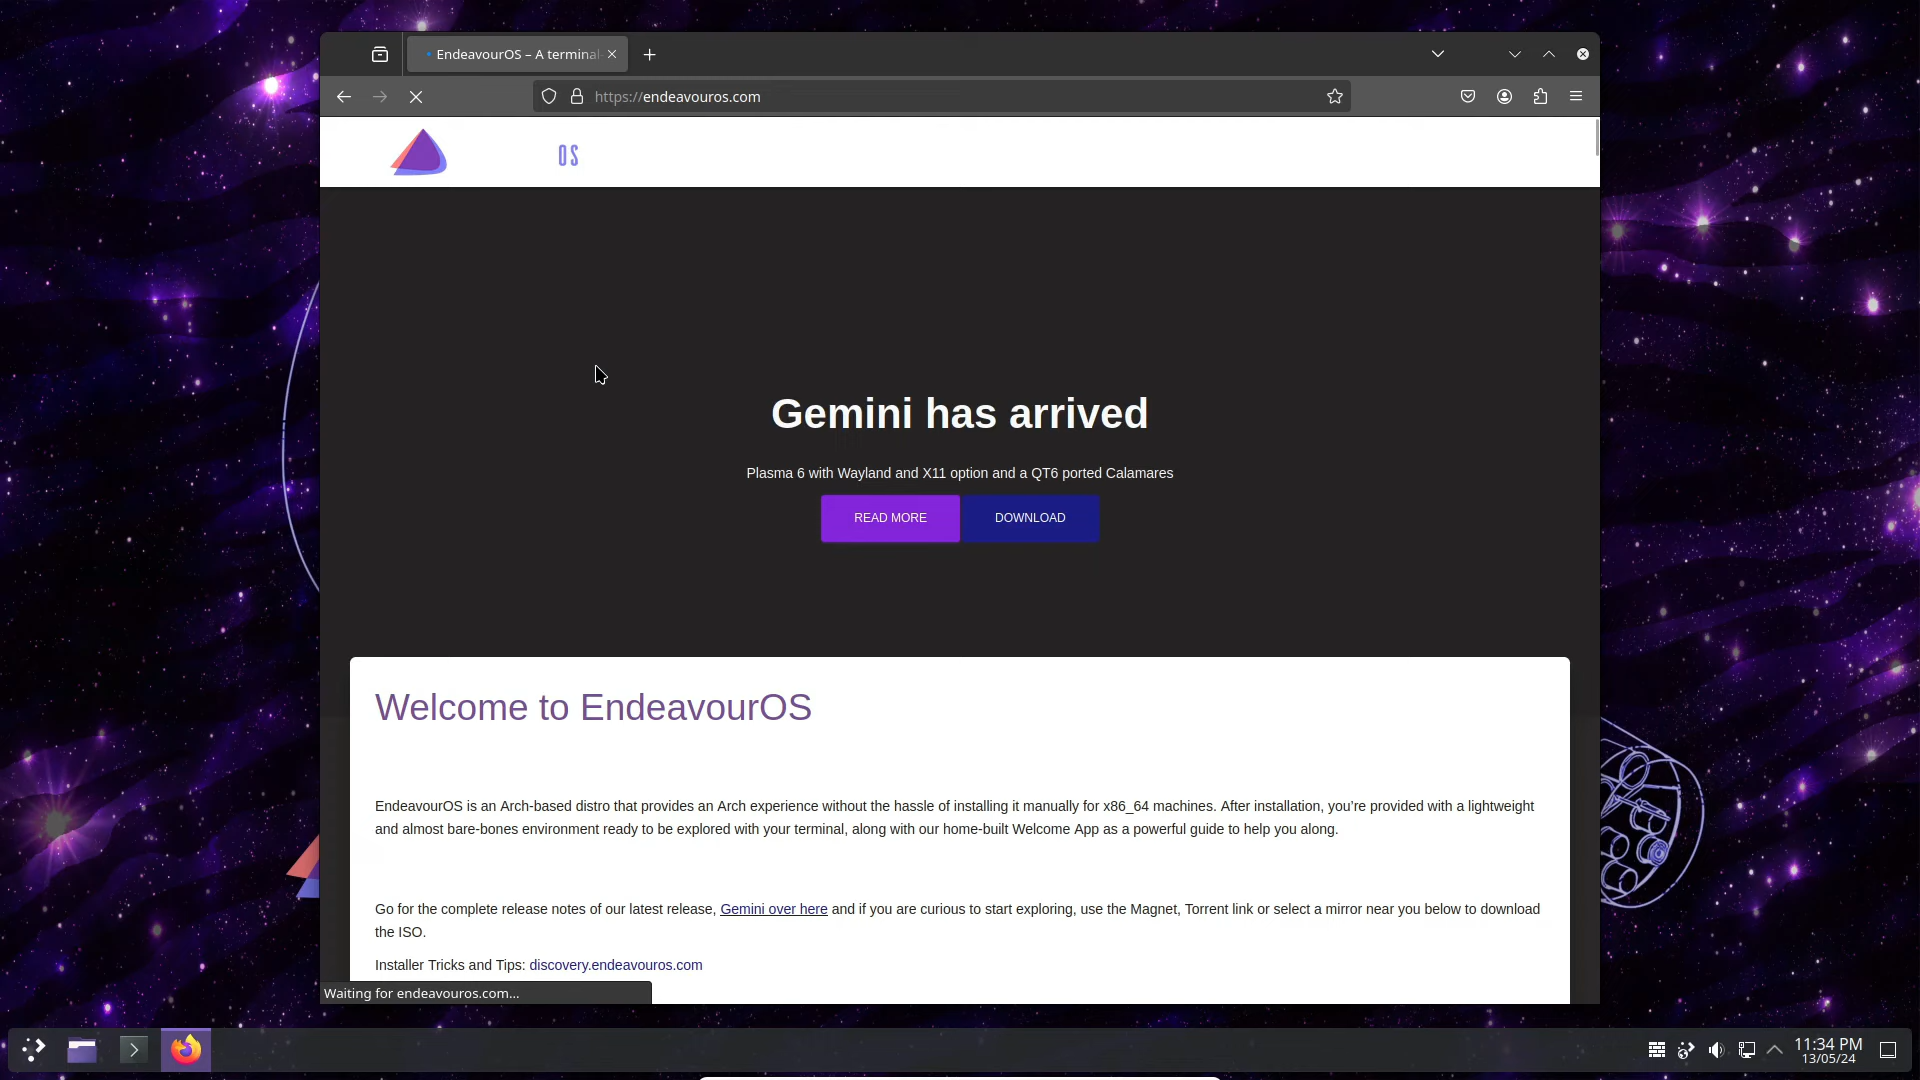 EndeavourOS – A terminal-
https://endeavouros.com
OS
Gemini has arrived
Plasma 6 with Wayland and X11 option and a QT6 ported Calamares
READ MORE
DOWNLOAD
Welcome to EndeavourOS
EndeavourOS is an Arch-based distro that provides an Arch experience without the hassle of installing it manually for x86_64 machines. After installation, you’re provided with a lightweight
and almost bare-bones environment ready to be explored with your terminal, along with our home-built Welcome App as a powerful guide to help you along.
Go for the complete release notes of our latest release, Gemini over here and if you are curious to start exploring, use the Magnet, Torrent link or select a mirror near you below to download
the ISO.
Installer Tricks and Tips: discovery.endeavouros.com
Waiting for endeavouros.com...
11:34 PM
13/05/24